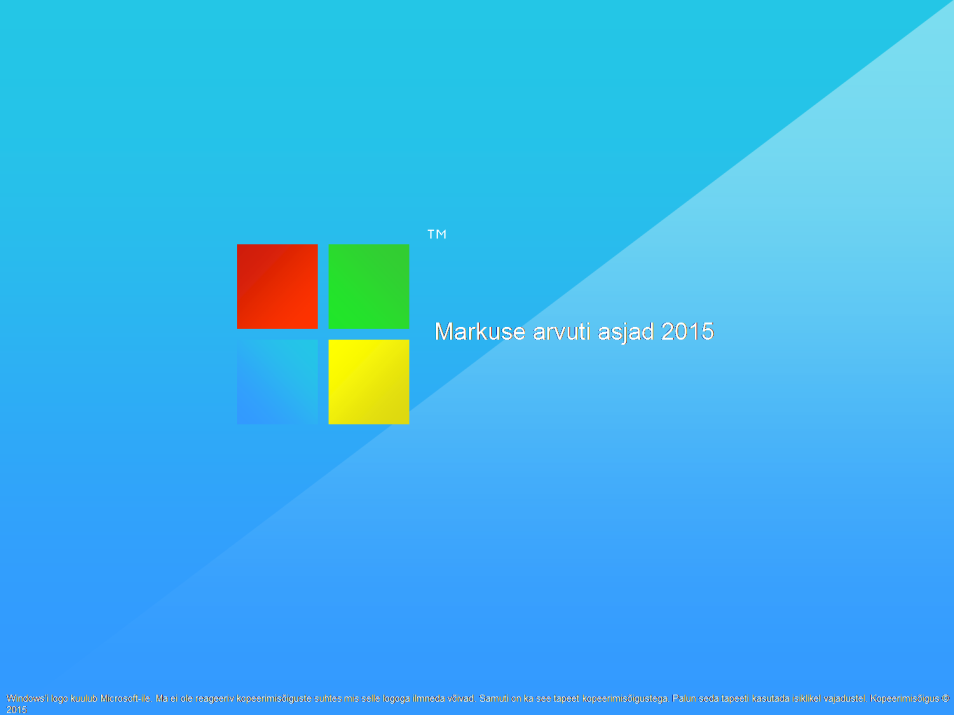 TM
Markuse arvuti asjad 2015
Windows'i logo kuulub Microsoft-ile. Ma ei ole reageeriv kopeerimisõiguste suhtes mis selle logoga ilmneda võivad. Samuti on ka see tapeet kopeerimisõigustega. Palun seda tapeeti kasutada isiklikel vajadustel. Kopeerimisõigus ©
2015